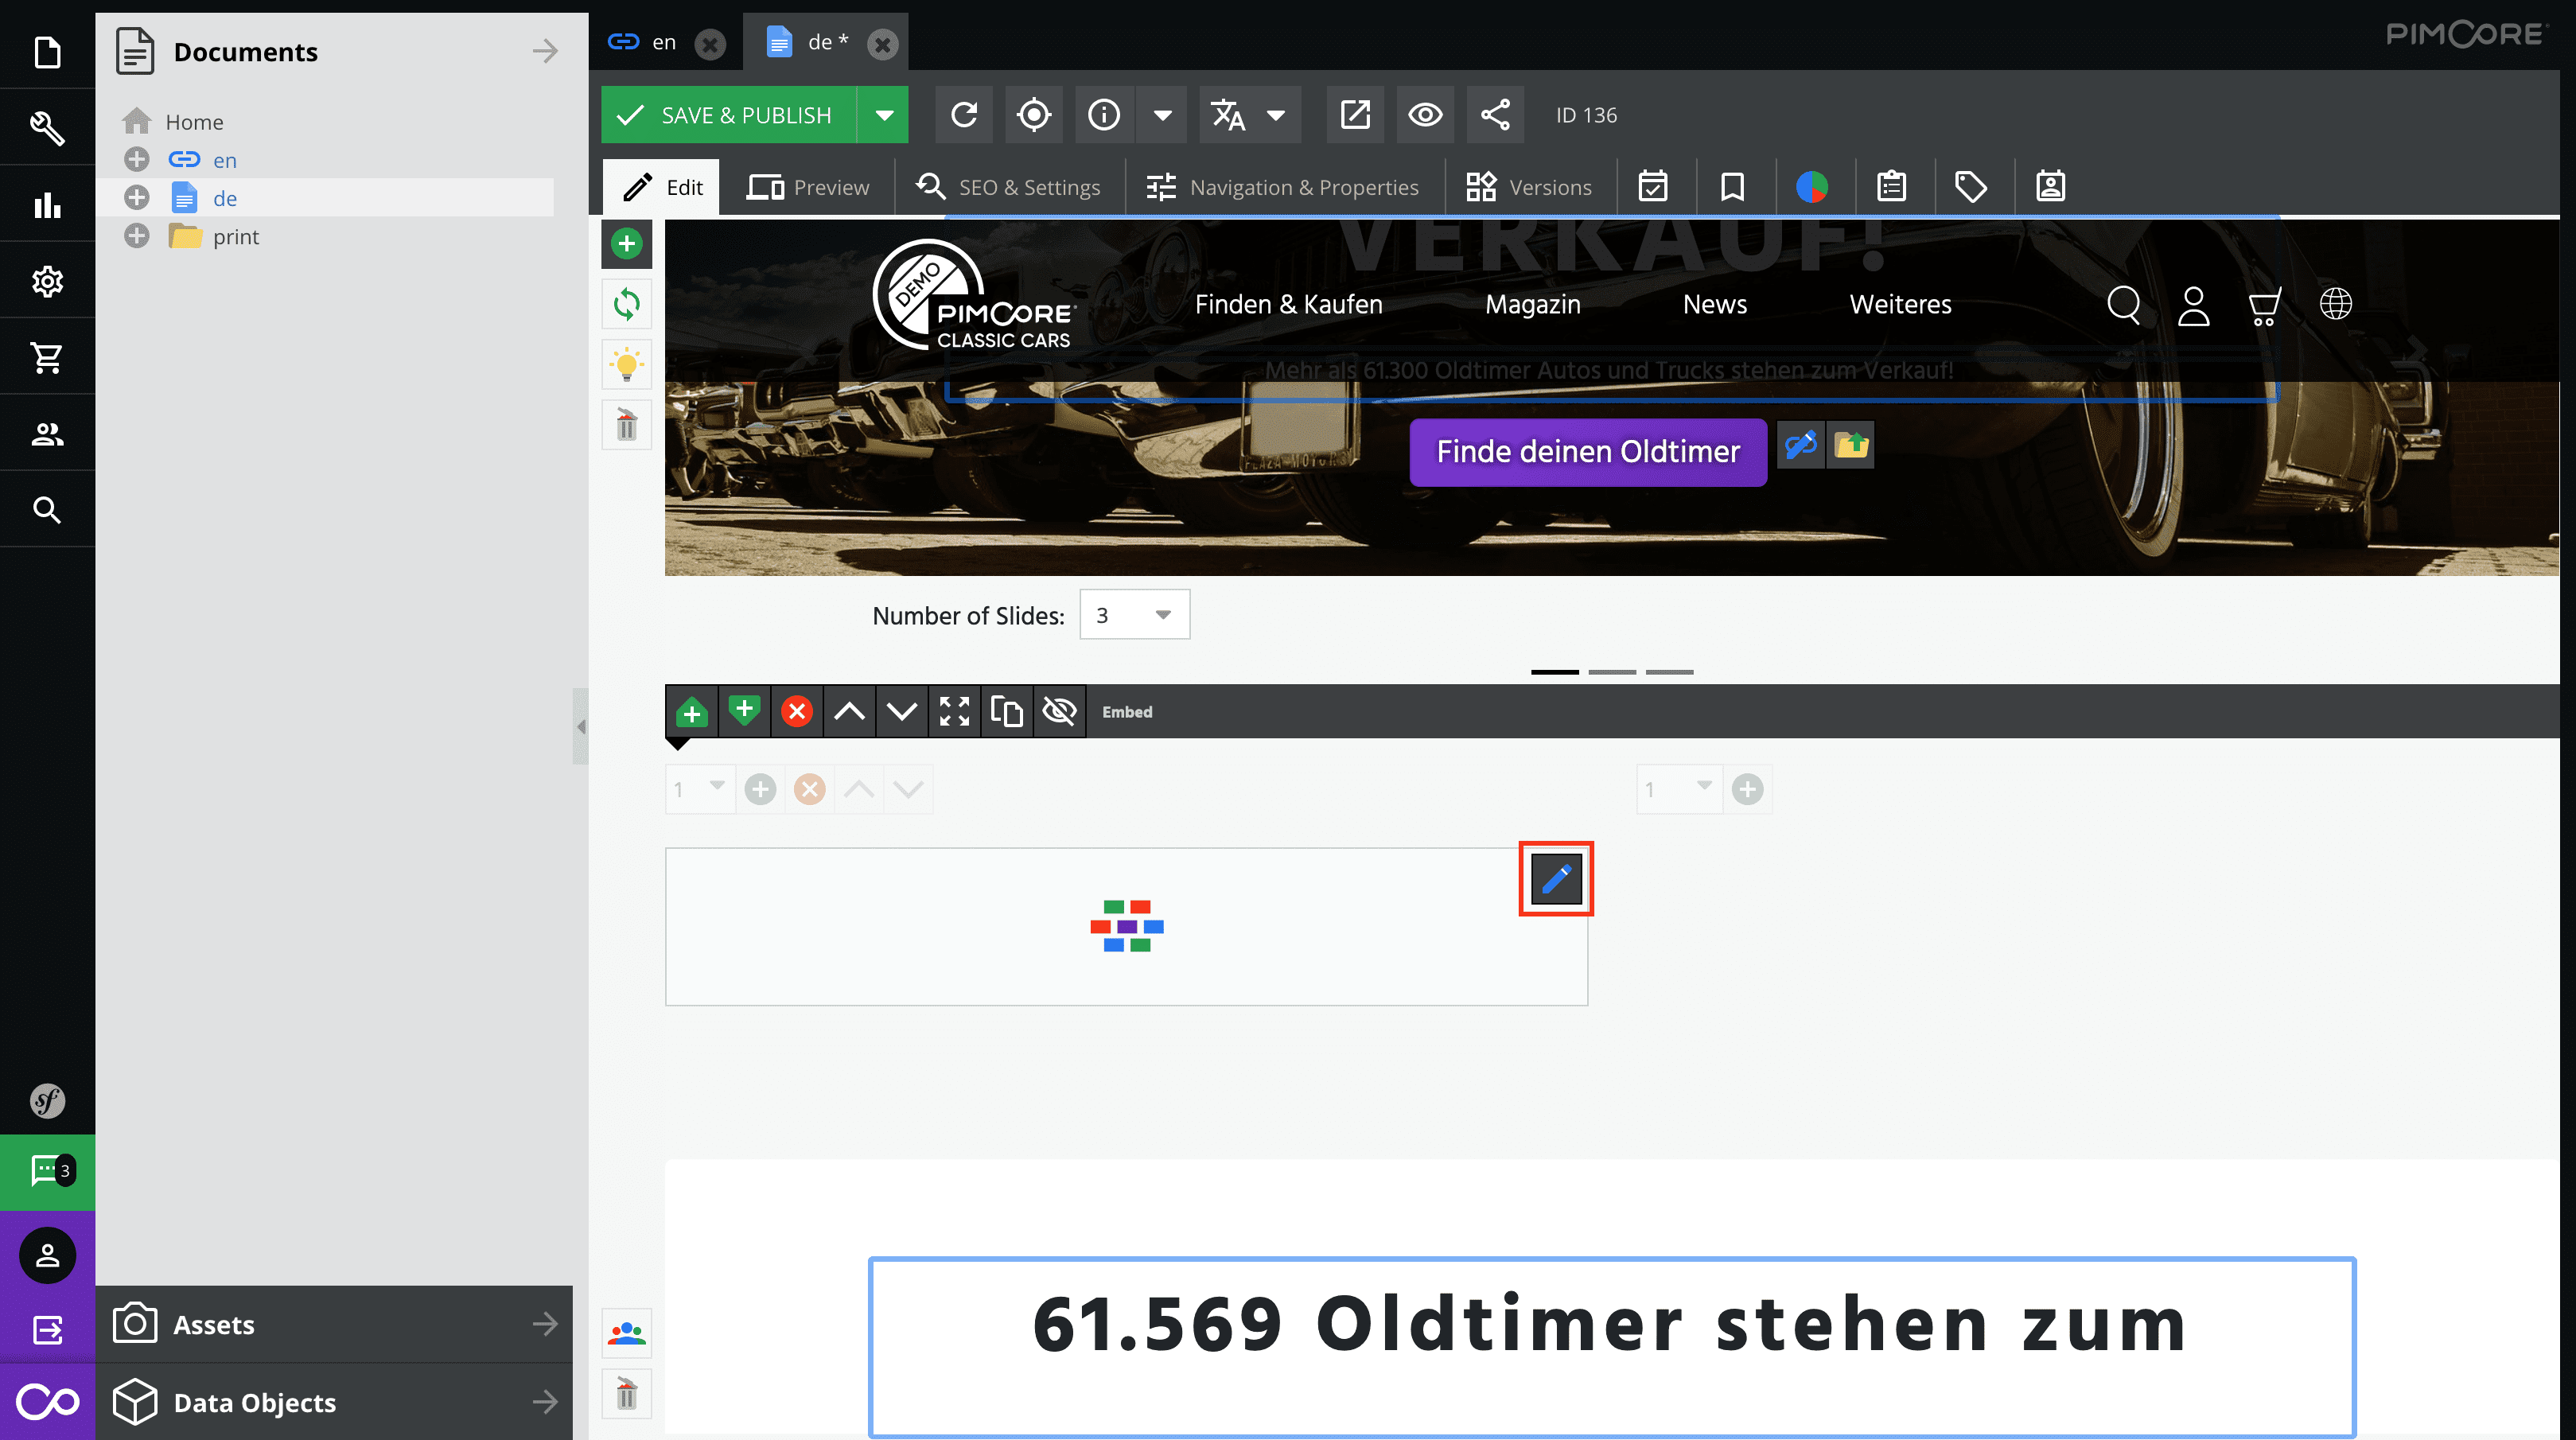 Documents
Home
en
de
print
Assets
Data Objects
3
en
de *
PIMCORE
SAVE & PUBLISH
ID 136
Edit
Preview
SEO & Settings
Navigation & Properties
Versions
VERKAUF!
DEMO
PIMCORE
CLASSIC CARS
Finden & Kaufen
Magazin
News
Weiteres
Mehr als 61.300 Oldtimer Autos und Trucks stehen zum Verkauf!
PLAZA MOTORS
Finde deinen Oldtimer
Number of Slides:
3
Embed
1
1
61.569 Oldtimer stehen zum
sf